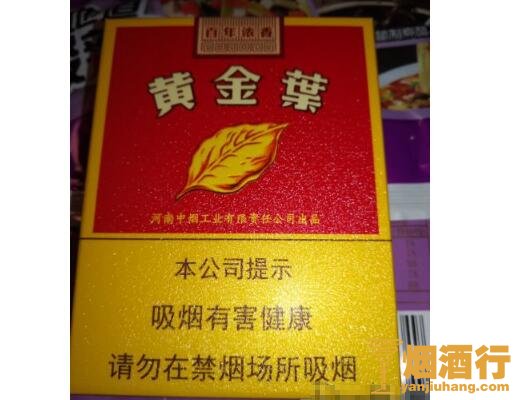 百年浓香
黄金葉
河南中烟工业有限责任公司出品
本公司提示
吸烟有害健康
请勿在禁烟场所吸烟
烟酒行
yanjiuhang.com